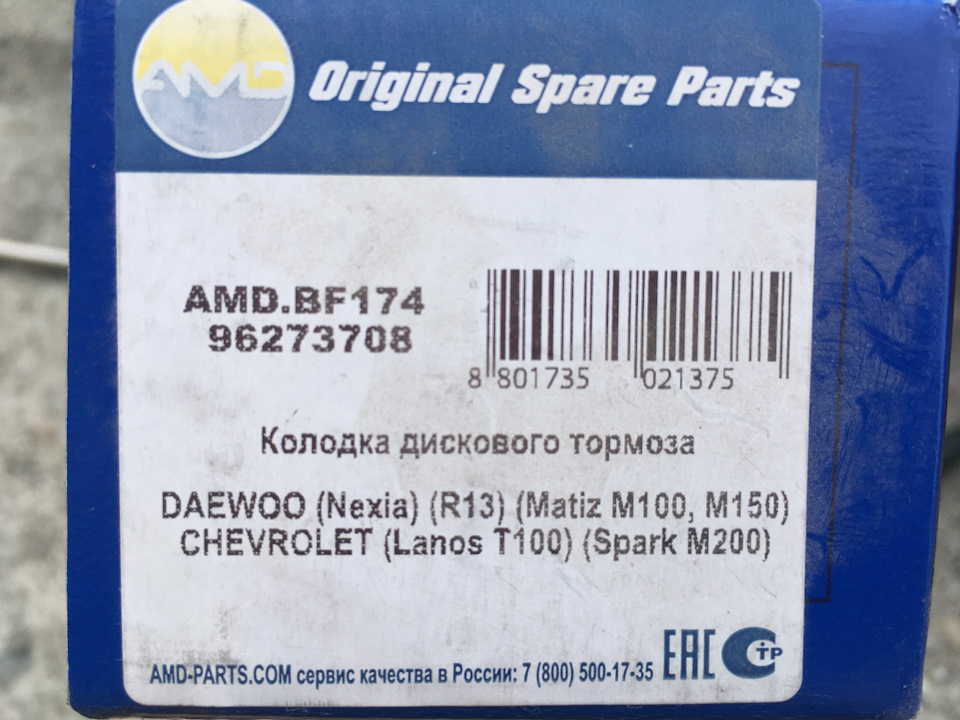 AMD
Original Spare Parts
AMD.BF174
96273708
8 801735 021375
Колодка дискового тормоза
DAEWOO (Nexia) (R13) (Matiz M100, M150)
CHEVROLET (Lanos T100) (Spark M200)
EAC СТР
AMD-PARTS.COM сервис качества в России: 7 (800) 500-17-35